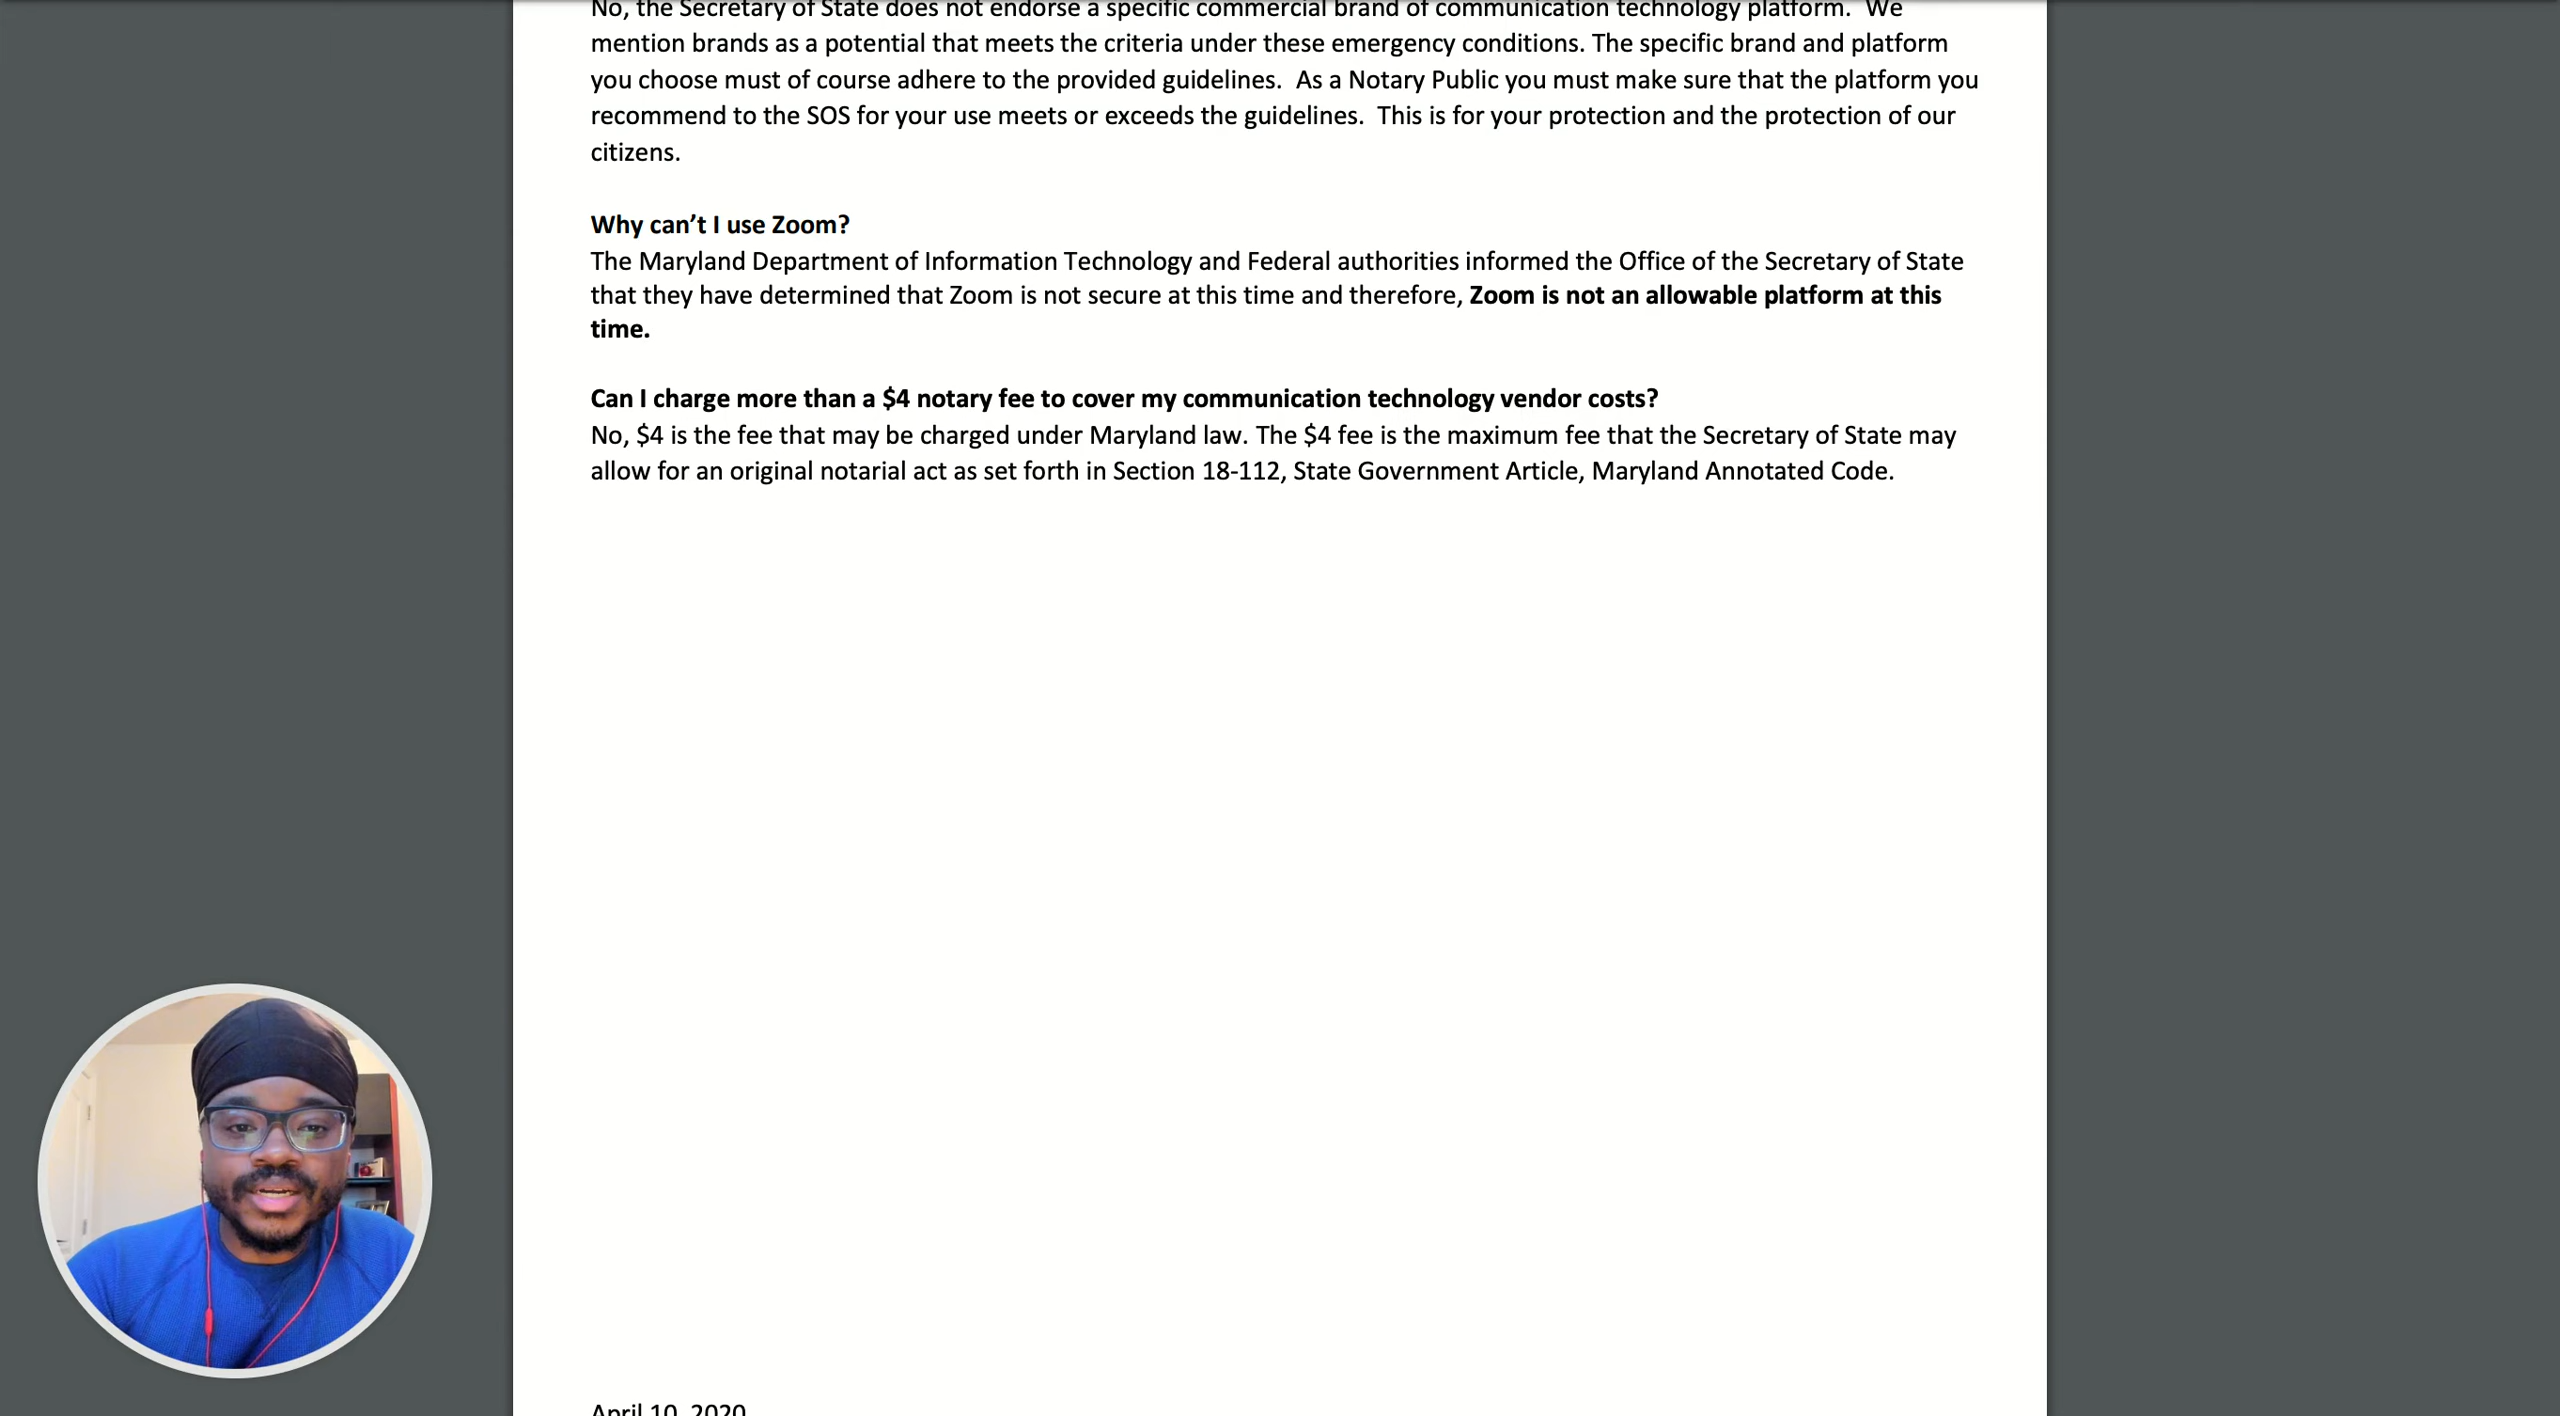 No, the Secretary of State does not endorse a specific commercial brand of communication technology platform.  We
mention brands as a potential that meets the criteria under these emergency conditions. The specific brand and platform
you choose must of course adhere to the provided guidelines.  As a Notary Public you must make sure that the platform you
recommend to the SOS for your use meets or exceeds the guidelines.  This is for your protection and the protection of our
citizens.
Why can’t I use Zoom?
The Maryland Department of Information Technology and Federal authorities informed the Office of the Secretary of State
that they have determined that Zoom is not secure at this time and therefore, Zoom is not an allowable platform at this
time.
Can I charge more than a $4 notary fee to cover my communication technology vendor costs?
No, $4 is the fee that may be charged under Maryland law. The $4 fee is the maximum fee that the Secretary of State may
allow for an original notarial act as set forth in Section 18-112, State Government Article, Maryland Annotated Code.
April 10, 2020